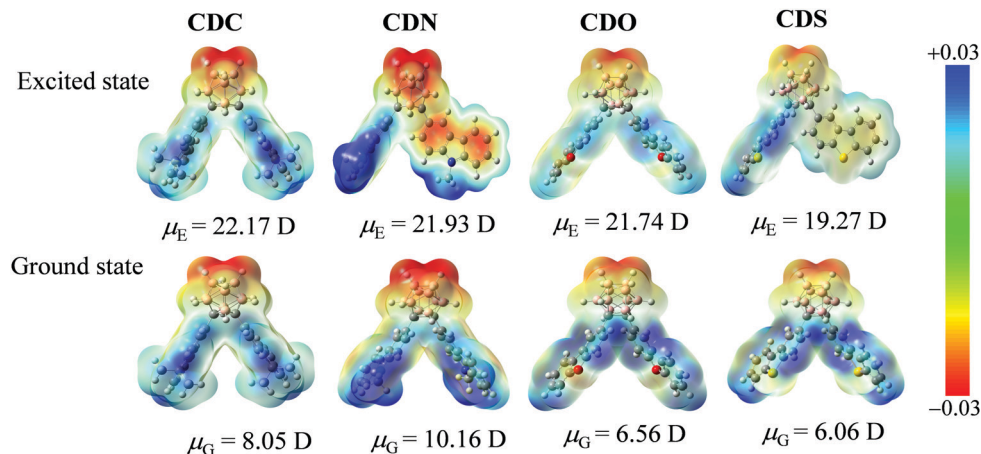 CDC CDN CDO CDS
Excited state
+0.03
μE = 22.17 D μE = 21.93 D μE = 21.74 D μE = 19.27 D
Ground state
−0.03
μG = 8.05 D μG = 10.16 D μG = 6.56 D μG = 6.06 D